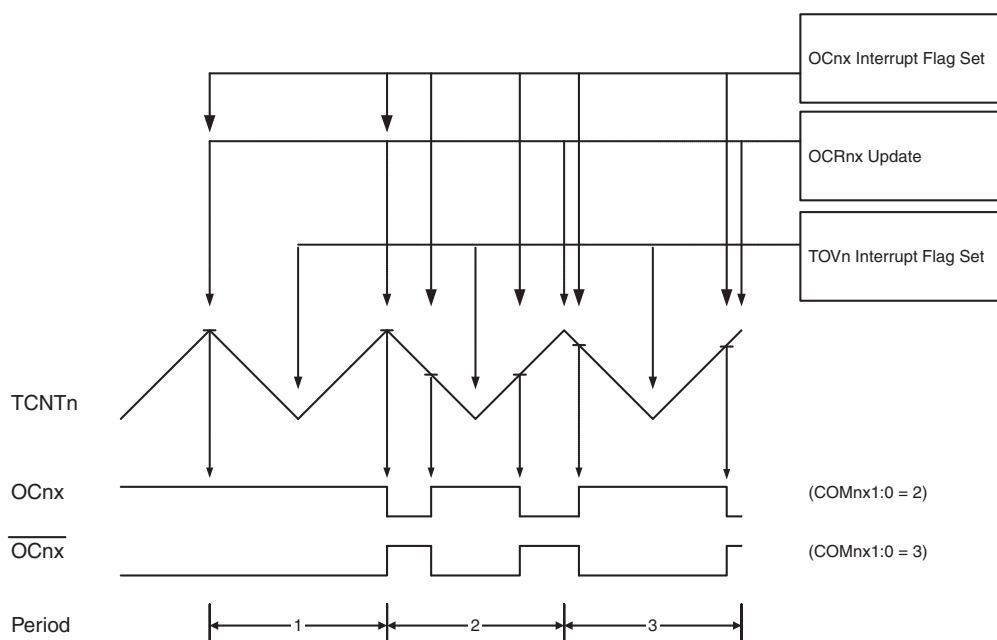 OCnx Interrupt Flag Set
OCRnx Update
TOVn Interrupt Flag Set
TCNTn
OCnx
(COMnx1:0 = 2)
OCnx
(COMnx1:0 = 3)
Period
1
2
3